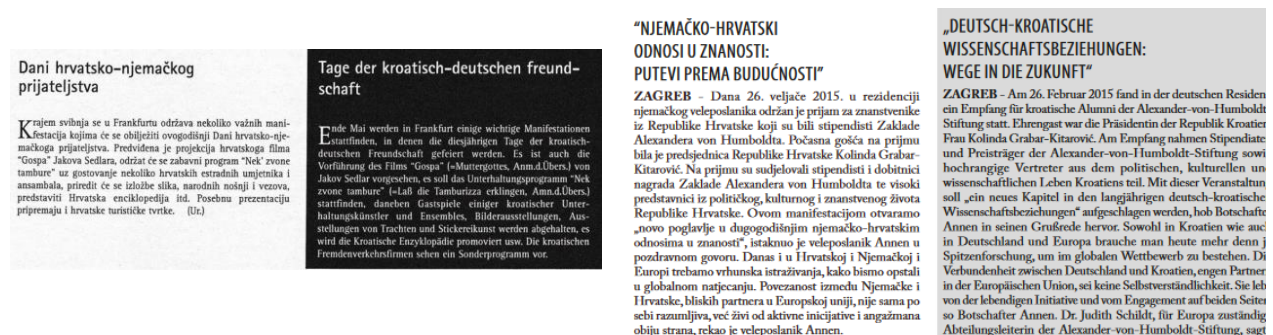 Dani hrvatsko-njemačkog
prijateljstva
Krajem svibnja se u Frankfurtu održava nekoliko važnih mani-
festacija kojima će se obilježiti ovogodišnji Dani hrvatsko-nje-
mačkoga prijateljstva. Predviđena je projekcija hrvatskoga filma
"Gospa" Jakova Sedlara, održat će se zabavni program "Nek' zvone
tambure" uz gostovanje nekoliko hrvatskih estradnih umjetnika i
ansambala, priredit će se izložbe slika, narodnih nošnji i vezova,
predstaviti Hrvatska enciklopedija itd. Posebnu prezentaciju
pripremaju i hrvatske turističke tvrtke. (Ur.)
Tage der kroatisch-deutschen freund-
schaft
Ende Mai werden in Frankfurt einige wichtige Manifestationen
stattfinden, in denen die diesjährigen Tage der kroatisch-
deutschen Freundschaft gefeiert werden. Es ist auch die
Vorführung des Films "Gospa" (=Muttergottes, Anm.d.Übers.)
von Jakov Sedlar vorgesehen, es soll das Unterhaltungsprogramm "Nek
zvone tambure" (=Laß die Tamburizza erklingen, Amn.d.Übers.)
stattfinden, daneben Gastspiele einiger kroatischer Unter-
haltungskünstler und Ensembles, Bilderausstellungen, Aus-
stellungen von Trachten und Stickereikunst werden abgehalten, es
wird die Kroatische Enzyklopädie promoviert usw. Die kroatischen
Fremdenverkehrsfirmen sehen ein Sonderprogramm vor.
"NJEMAČKO-HRVATSKI
ODNOSI U ZNANOSTI:
PUTEVI PREMA BUDUĆNOSTI"
ZAGREB - Dana 26. veljače 2015. u rezidenciji
njemačkog veleposlanika održan je prijam za znanstvenike
iz Republike Hrvatske koji su bili stipendisti Zaklade
Alexandera von Humboldta. Počasna gošća na prijmu
bila je predsjednica Republike Hrvatske Kolinda Grabar-
Kitarović. Na prijmu su sudjelovali stipendisti i dobitnici
nagrada Zaklade Alexandera von Humboldta te visoki
predstavnici iz političkog, kulturnog i znanstvenog života
Republike Hrvatske. Ovom manifestacijom otvaramo
„novo poglavlje u dugogodišnjim njemačko-hrvatskim
odnosima u znanosti", istaknuo je veleposlanik Annen u
pozdravnom govoru. Danas i u Hrvatskoj i Njemačkoj i
Europi trebamo vrhunska istraživanja, kako bismo opstali
u globalnom natjecanju. Povezanost između Njemačke i
Hrvatske, bliskih partnera u Europskoj uniji, nije sama po
sebi razumljiva, već živi od aktivne inicijative i angažmana
obiju strana, rekao je veleposlanik Annen.
„DEUTSCH-KROATISCHE
WISSENSCHAFTSBEZIEHUNGEN:
WEGE IN DIE ZUKUNFT"
ZAGREB - Am 26. Februar 2015 fand in der deutschen Residen
ein Empfang für kroatische Alumni der Alexander-von-Humboldt
Stiftung statt. Ehrengast war die Präsidentin der Republik Kroatien
Frau Kolinda Grabar-Kitarović. Am Empfang nahmen Stipendiate
und Preisträger der Alexander-von-Humboldt-Stiftung sowi
hochrangige Vertreter aus dem politischen, kulturellen un
wissenschaftlichen Leben Kroatiens teil. Mit dieser Veranstaltun
soll „ein neues Kapitel in den langjährigen deutsch-kroatische
Wissenschaftsbeziehungen" aufgeschlagen werden, hob Botschafte
Annen in seinen Grußrede hervor. Sowohl in Kroatien wie auc
in Deutschland und Europa brauche man heute mehr denn j
Spitzenforschung, um im globalen Wettbewerb zu bestehen. Di
Verbundenheit zwischen Deutschland und Kroatien, engen Partner
in der Europäischen Union, sei keine Selbstverständlichkeit. Sie leb
von der lebendigen Initiative und vom Engagement auf beiden Seiten
so Botschafter Annen. Dr. Judith Schildt, für Europa zuständig
Abteilungsleiterin der Alexander-von-Humboldt-Stiftung, sagt